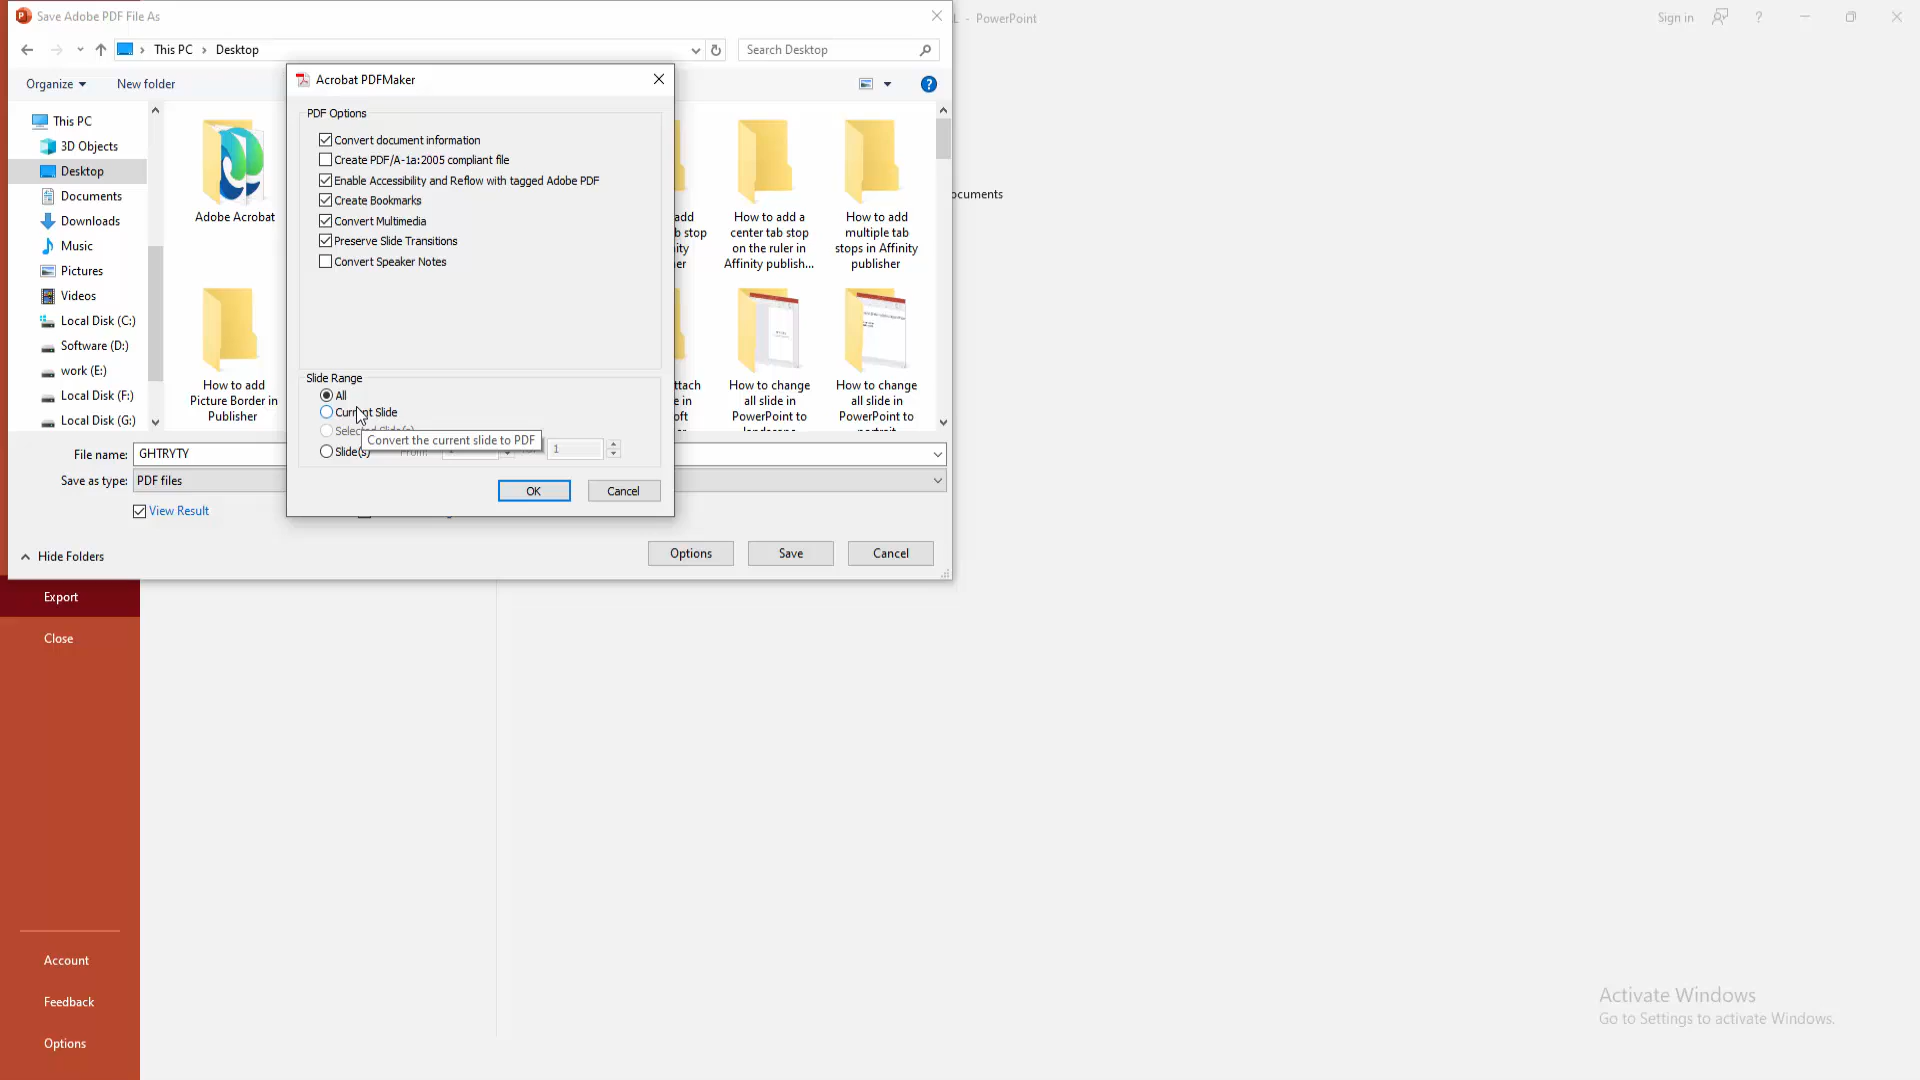 Save Adobe PDF File As
L - PowerPoint
Sign in
?
This PC
Desktop
Search Desktop
Organize
New folder
Acrobat PDFMaker
?
PDF Options
Convert document information
Create PDF/A-1a:2005 compliant file
Enable Accessibility and Reflow with tagged Adobe PDF
Create Bookmarks
Convert Multimedia
Preserve Slide Transitions
Convert Speaker Notes
Slide Range
All
Current Slide
Convert the current slide to PDF
Slide(s)
1
OK
Cancel
This PC
3D Objects
Desktop
Documents
Downloads
Music
Pictures
Videos
Local Disk (C:)
Software (D:)
work (E:)
Local Disk (F:)
Local Disk (G:)
Adobe Acrobat
How to add
Picture Border in
Publisher
add
b stop
ity
er
How to add a
center tab stop
on the ruler in
Affinity publish...
How to add
multiple tab
stops in Affinity
publisher
ocuments
ttach
e in
oft
How to change
all slide in
PowerPoint to
How to change
all slide in
PowerPoint to
File name:
GHTRYTY
Save as type:
PDF files
View Result
Hide Folders
Options
Save
Cancel
Export
Close
Account
Feedback
Options
Activate Windows
Go to Settings to activate Windows.